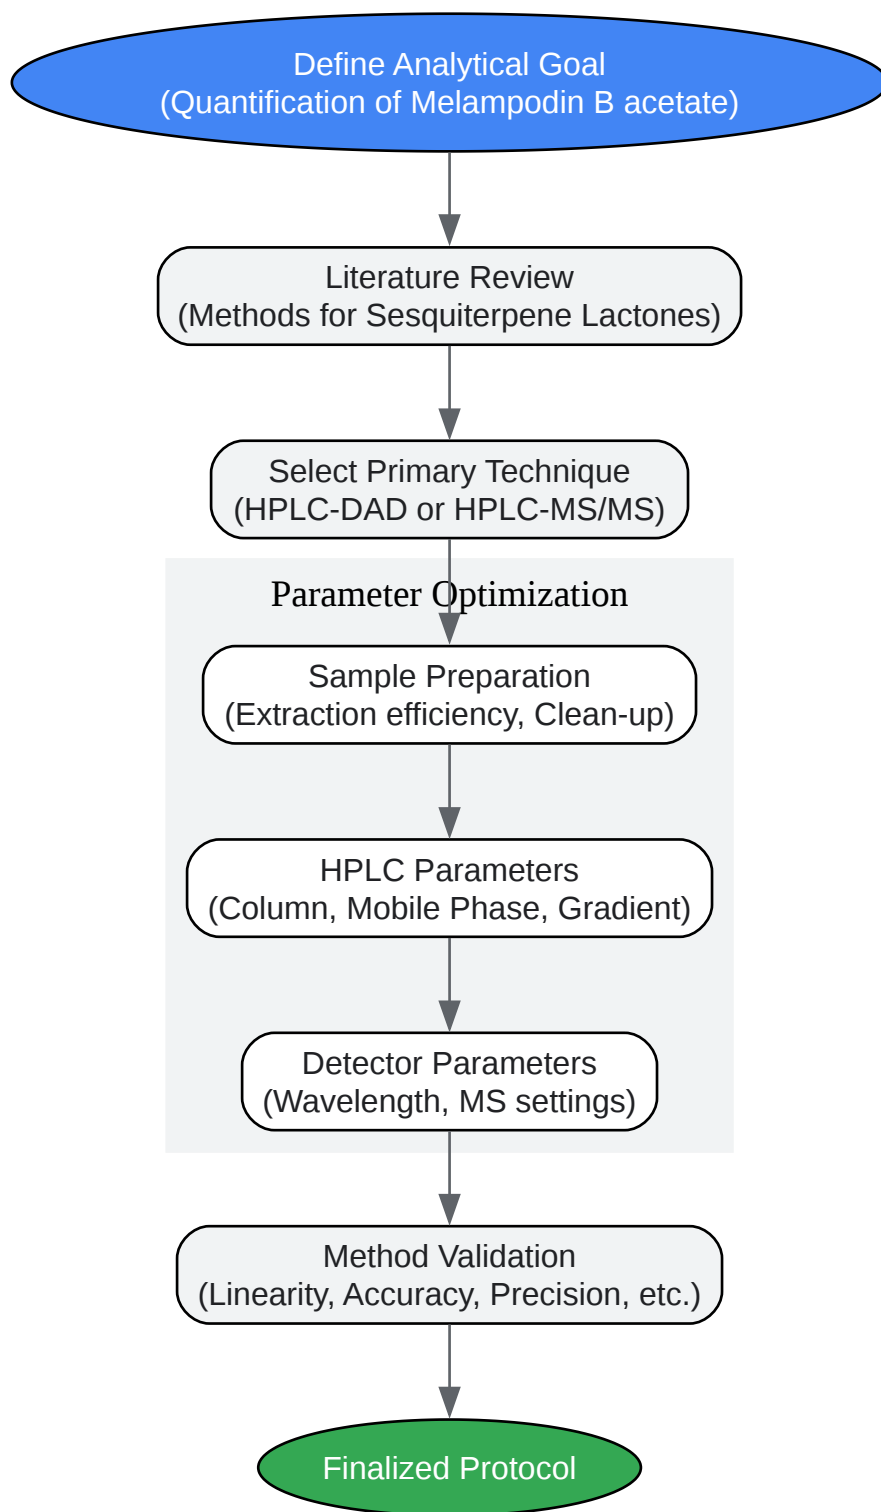 Define Analytical Goal
(Quantification of Melampodin B acetate)
Literature Review
(Methods for Sesquiterpene Lactones)
Select Primary Technique
(HPLC-DAD or HPLC-MS/MS)
Parameter Optimization
Sample Preparation
(Extraction efficiency, Clean-up)
HPLC Parameters
(Column, Mobile Phase, Gradient)
Detector Parameters
(Wavelength, MS settings)
Method Validation
(Linearity, Accuracy, Precision, etc.)
Finalized Protocol